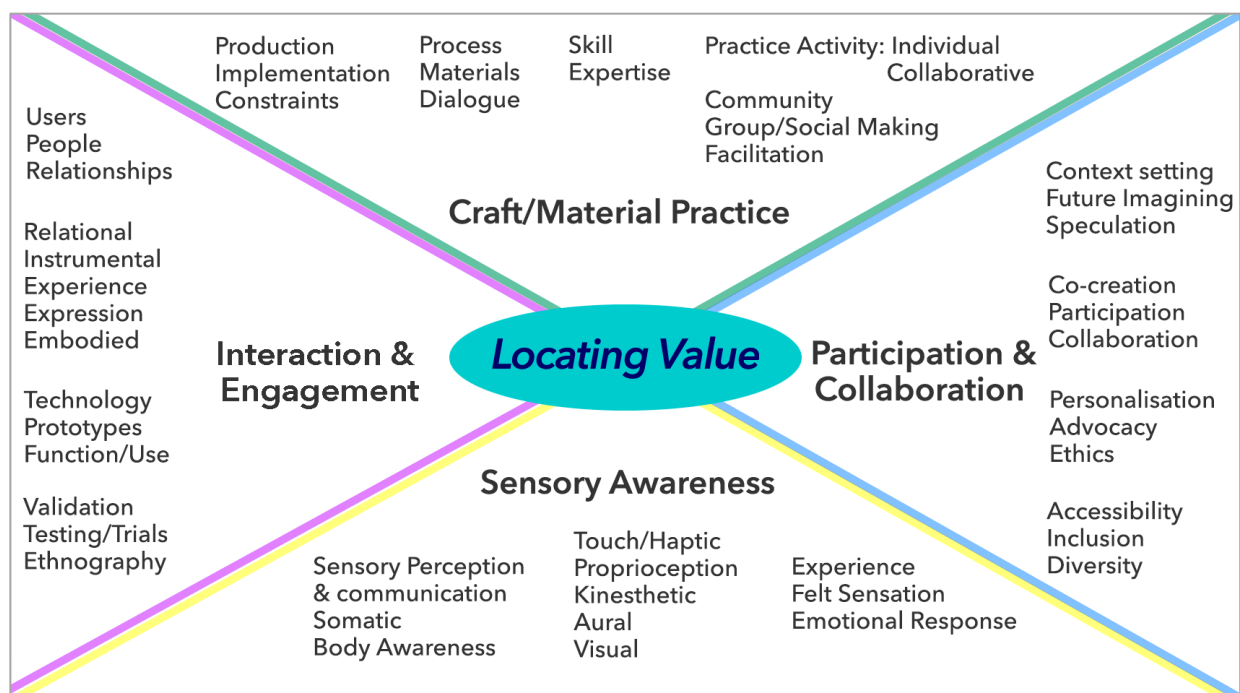 Production
Implementation
Constraints
Process
Materials
Dialogue
Skill
Expertise
Practice Activity: Individual
Collaborative
Community
Group/Social Making
Facilitation
Craft/Material Practice
Users
People
Relationships
Relational
Instrumental
Experience
Expression
Embodied
Technology
Prototypes
Function/Use
Validation
Testing/Trials
Ethnography
Interaction &
Engagement
Locating Value
Participation &
Collaboration
Context setting
Future Imagining
Speculation
Co-creation
Participation
Collaboration
Personalisation
Advocacy
Ethics
Accessibility
Inclusion
Diversity
Sensory Awareness
Sensory Perception
& communication
Somatic
Body Awareness
Touch/Haptic
Proprioception
Kinesthetic
Aural
Visual
Experience
Felt Sensation
Emotional Response